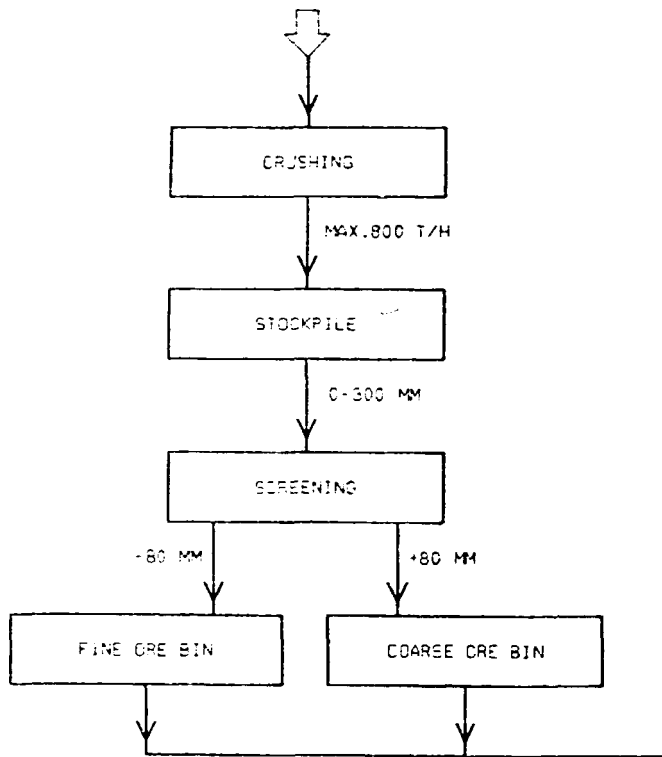 CRUSHING
MAX.800 T/H
STOCKPILE
0-300 MM
SCREENING
-80 MM
+80 MM
FINE ORE BIN
COARSE ORE BIN